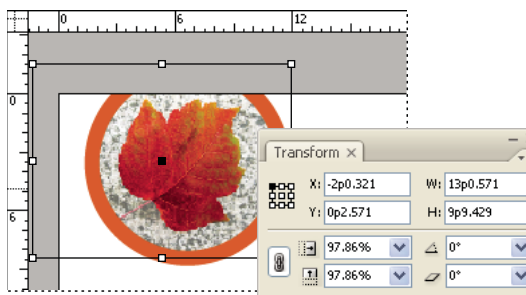 0 6 12
0
6
Transform ×
X: -2p0.321 W: 13p0.571
Y: 0p2.571 H: 9p9.429
97.86% 0°
97.86% 0°